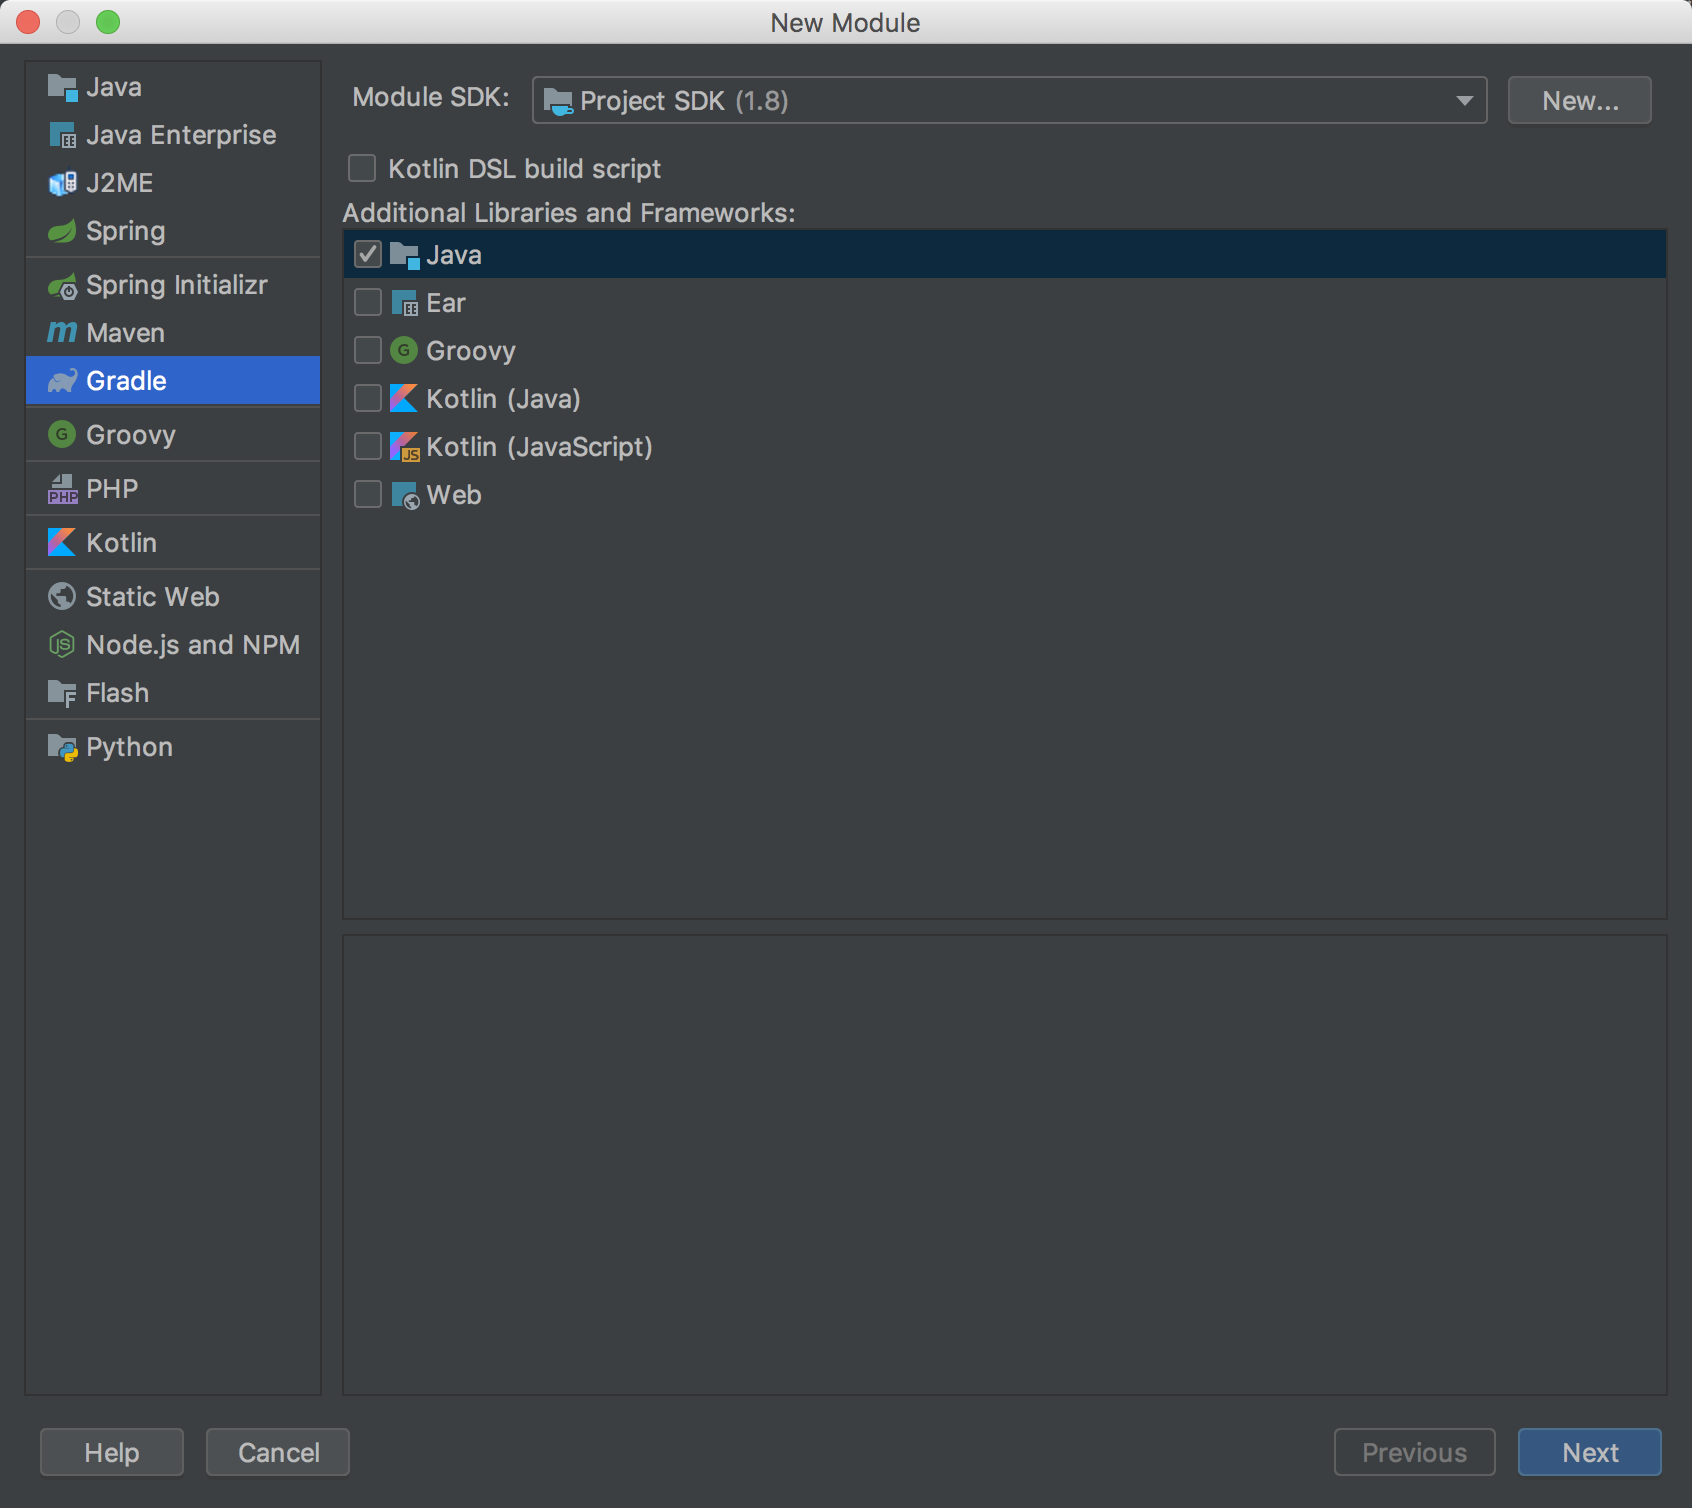 New Module
Java
Java Enterprise
J2ME
Spring
Spring Initializr
Maven
Gradle
Groovy
PHP
Kotlin
Static Web
Node.js and NPM
Flash
Python
Module SDK: Project SDK (1.8) New...
Kotlin DSL build script
Additional Libraries and Frameworks:
Java
Ear
Groovy
Kotlin (Java)
Kotlin (JavaScript)
Web
Help Cancel Previous Next